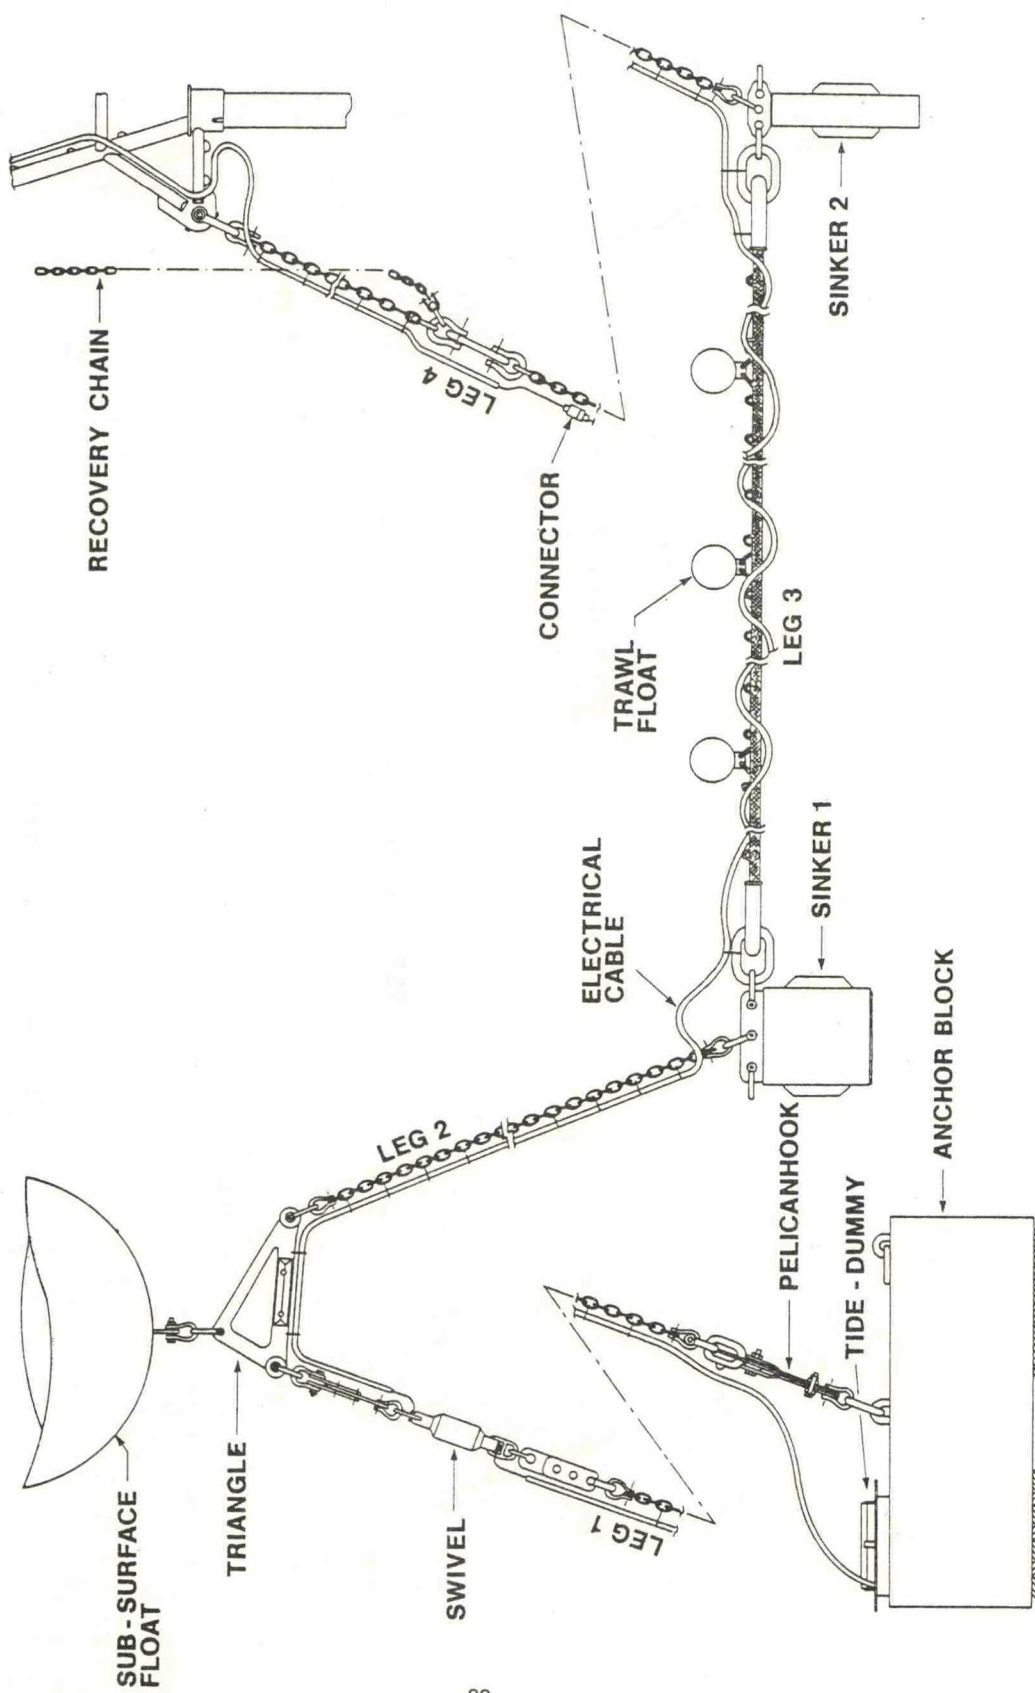 RECOVERY CHAIN
LEG 4
CONNECTOR
SINKER 2
TRAWL
FLOAT
LEG 3
SINKER 1
ELECTRICAL
CABLE
LEG 2
SUB - SURFACE
FLOAT
TRIANGLE
SWIVEL
LEG 1
PELICANHOOK
TIDE - DUMMY
ANCHOR BLOCK